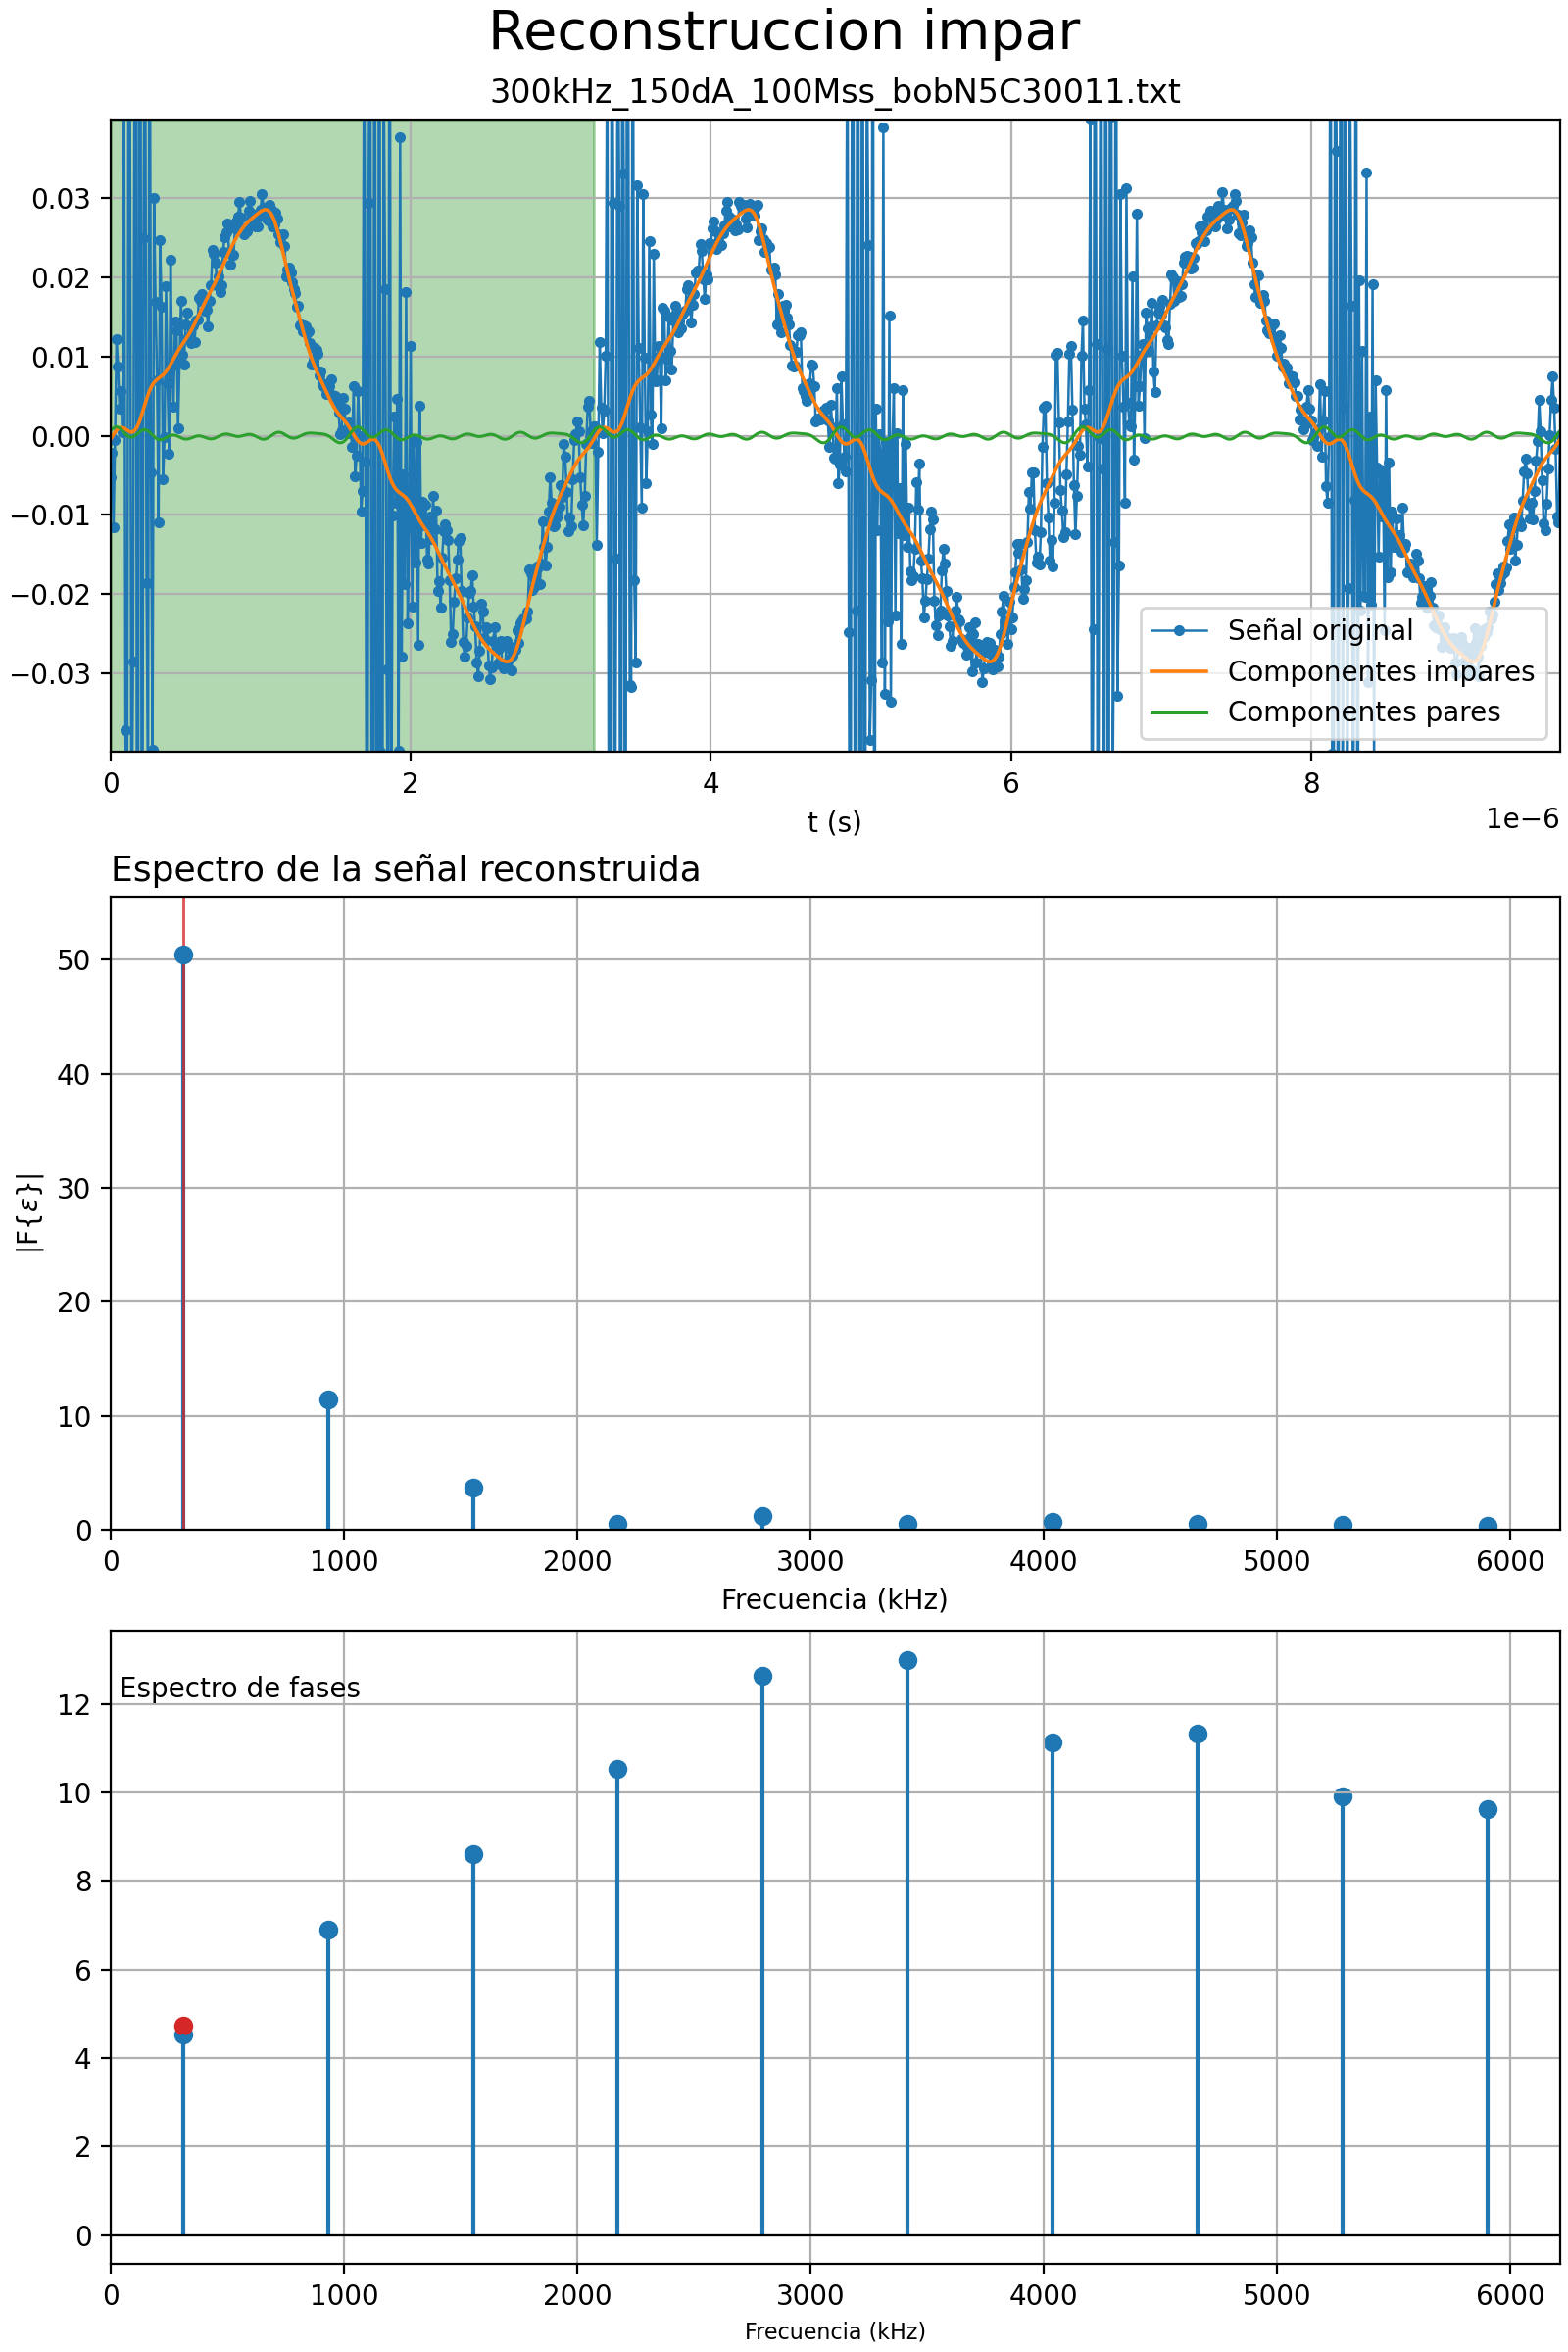 Reconstruccion impar
300kHz_150dA_100Mss_bobN5C30011.txt
0.03
0.02
0.01
0.00
−0.01
−0.02
−0.03
Señal original
Componentes impares
Componentes pares
0 2 4 6 8
1e−6
t (s)
Espectro de la señal reconstruida
50
40
30
20
10
0
|F{ε}|
0 1000 2000 3000 4000 5000 6000
Frecuencia (kHz)
Espectro de fases
12
10
8
6
4
2
0
0 1000 2000 3000 4000 5000 6000
Frecuencia (kHz)